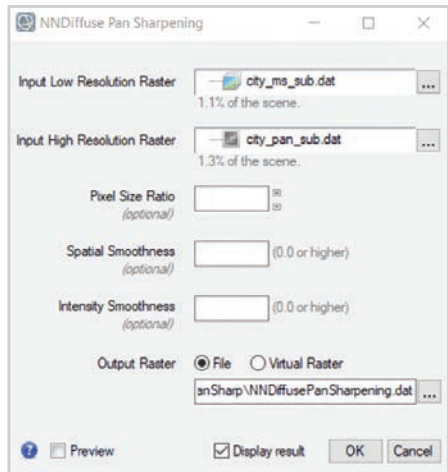 NNDiffuse Pan Sharpening
Input Low Resolution Raster city_ms_sub.dat ...
1.1% of the scene.
Input High Resolution Raster city_pan_sub.dat ...
1.3% of the scene.
Pixel Size Ratio
(optional)
Spatial Smoothness (0.0 or higher)
(optional)
Intensity Smoothness (0.0 or higher)
(optional)
Output Raster File Virtual Raster
anSharp\NNDiffusePanSharpening.dat ...
? Preview Display result OK Cancel